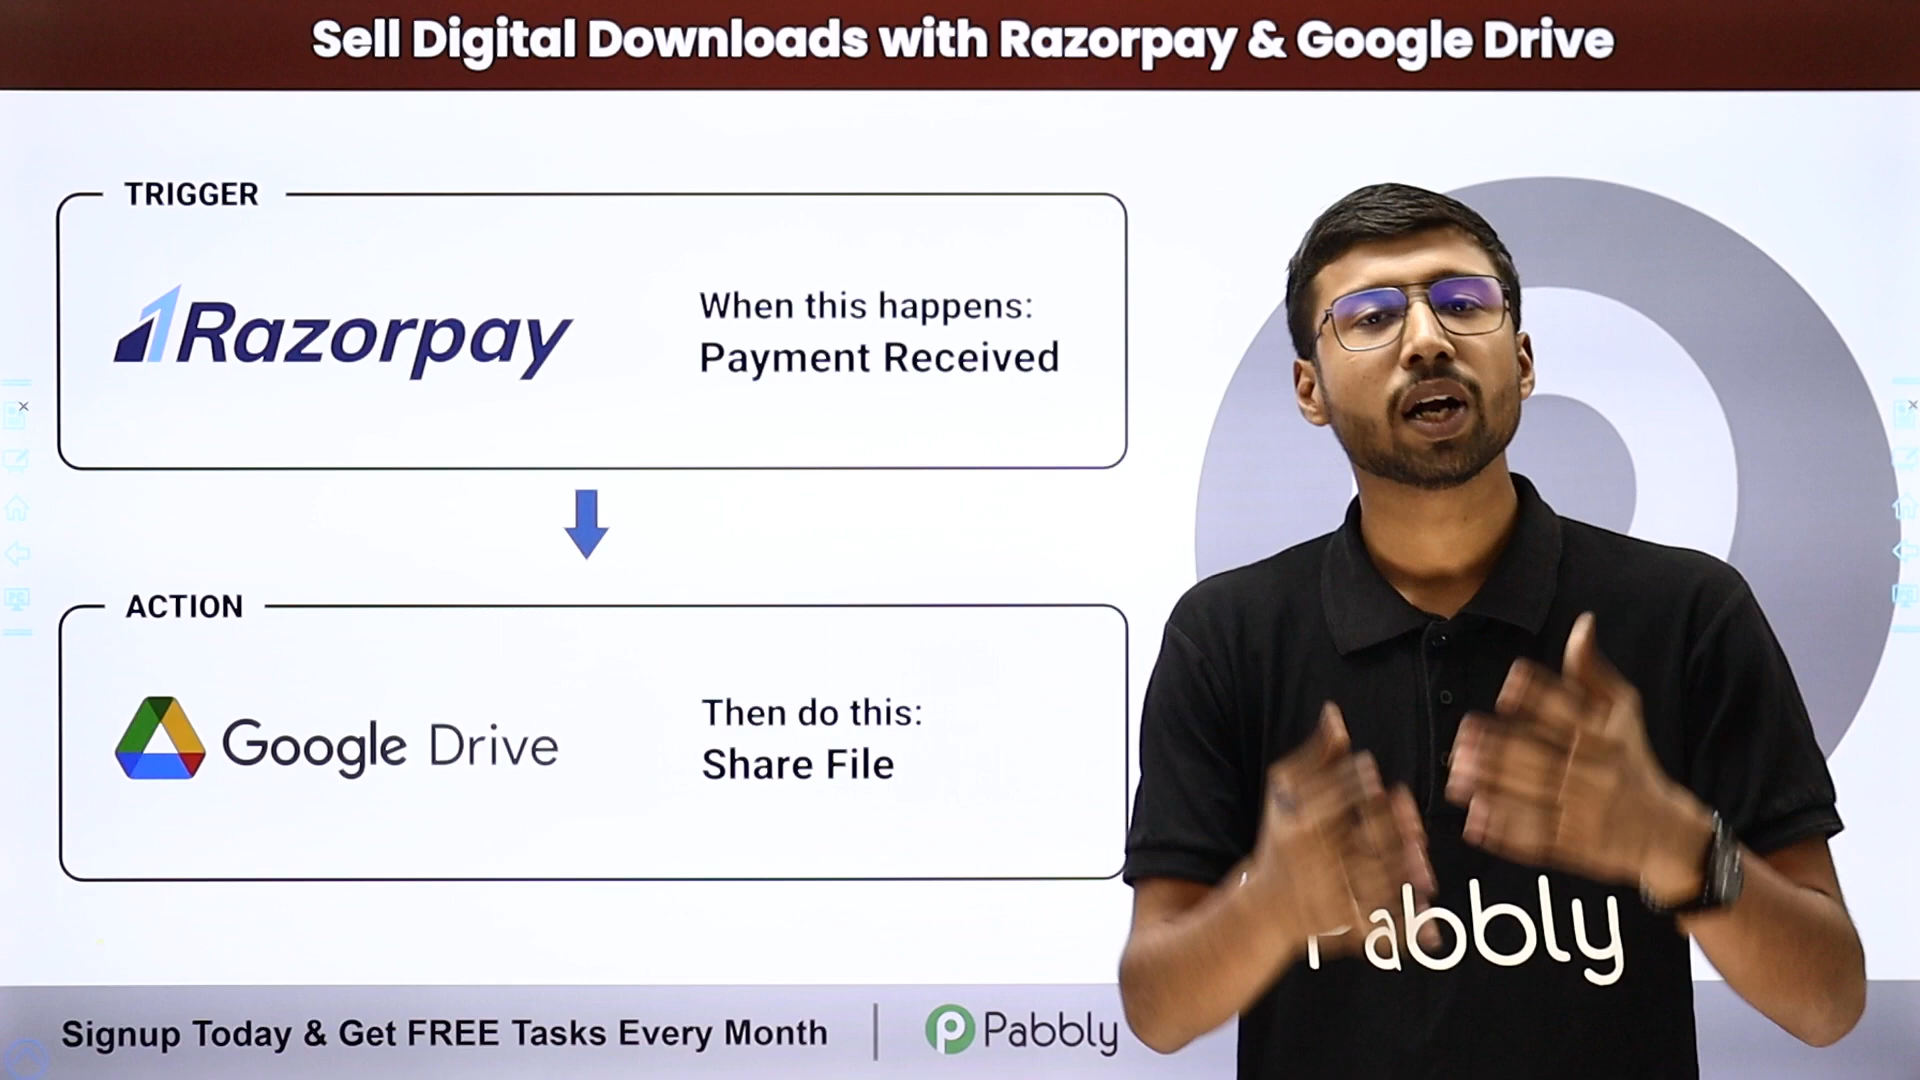 Sell Digital Downloads with Razorpay & Google Drive
TRIGGER
Razorpay
When this happens:
Payment Received
ACTION
Google Drive
Then do this:
Share File
Pabbly
Signup Today & Get FREE Tasks Every Month
Pabbly